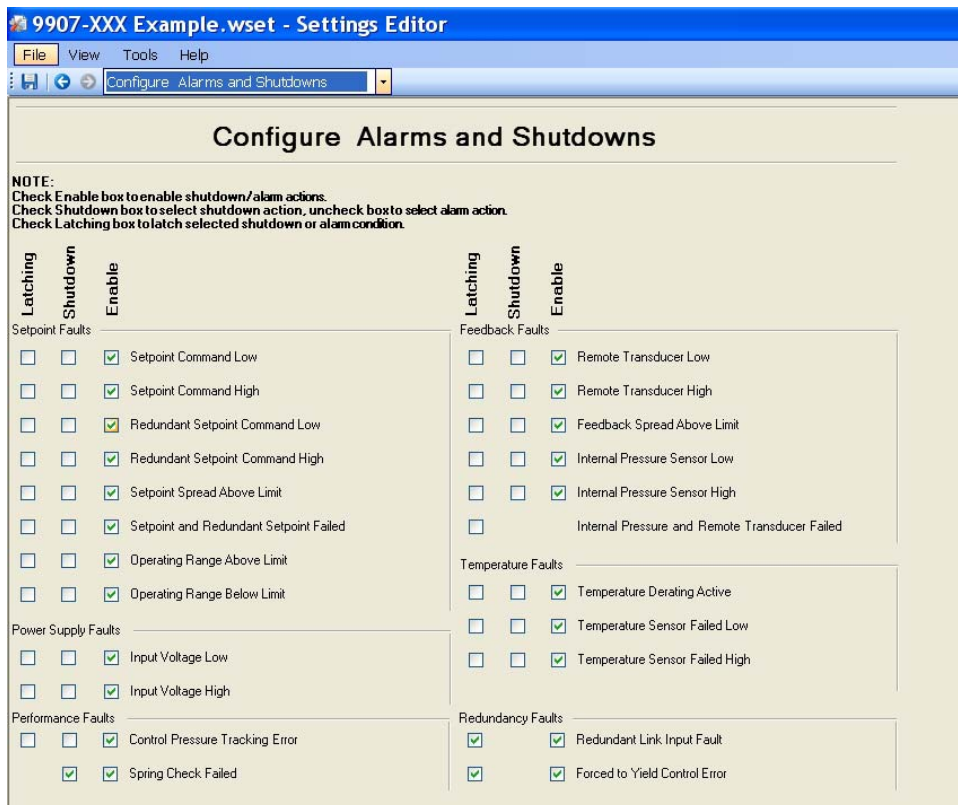 9907-XXX Example.wset - Settings Editor
File View Tools Help
Configure Alarms and Shutdowns
Configure Alarms and Shutdowns
NOTE:
Check Enable box to enable shutdown/alarm actions.
Check Shutdown box to select shutdown action, uncheck box to select alarm action.
Check Latching box to latch selected shutdown or alarm condition.
Latching Shutdown Enable
Setpoint Faults
Setpoint Command Low
Setpoint Command High
Redundant Setpoint Command Low
Redundant Setpoint Command High
Setpoint Spread Above Limit
Setpoint and Redundant Setpoint Failed
Operating Range Above Limit
Operating Range Below Limit
Power Supply Faults
Input Voltage Low
Input Voltage High
Performance Faults
Control Pressure Tracking Error
Spring Check Failed
Latching Shutdown Enable
Feedback Faults
Remote Transducer Low
Remote Transducer High
Feedback Spread Above Limit
Internal Pressure Sensor Low
Internal Pressure Sensor High
Internal Pressure and Remote Transducer Failed
Temperature Faults
Temperature Derating Active
Temperature Sensor Failed Low
Temperature Sensor Failed High
Redundancy Faults
Redundant Link Input Fault
Forced to Yield Control Error